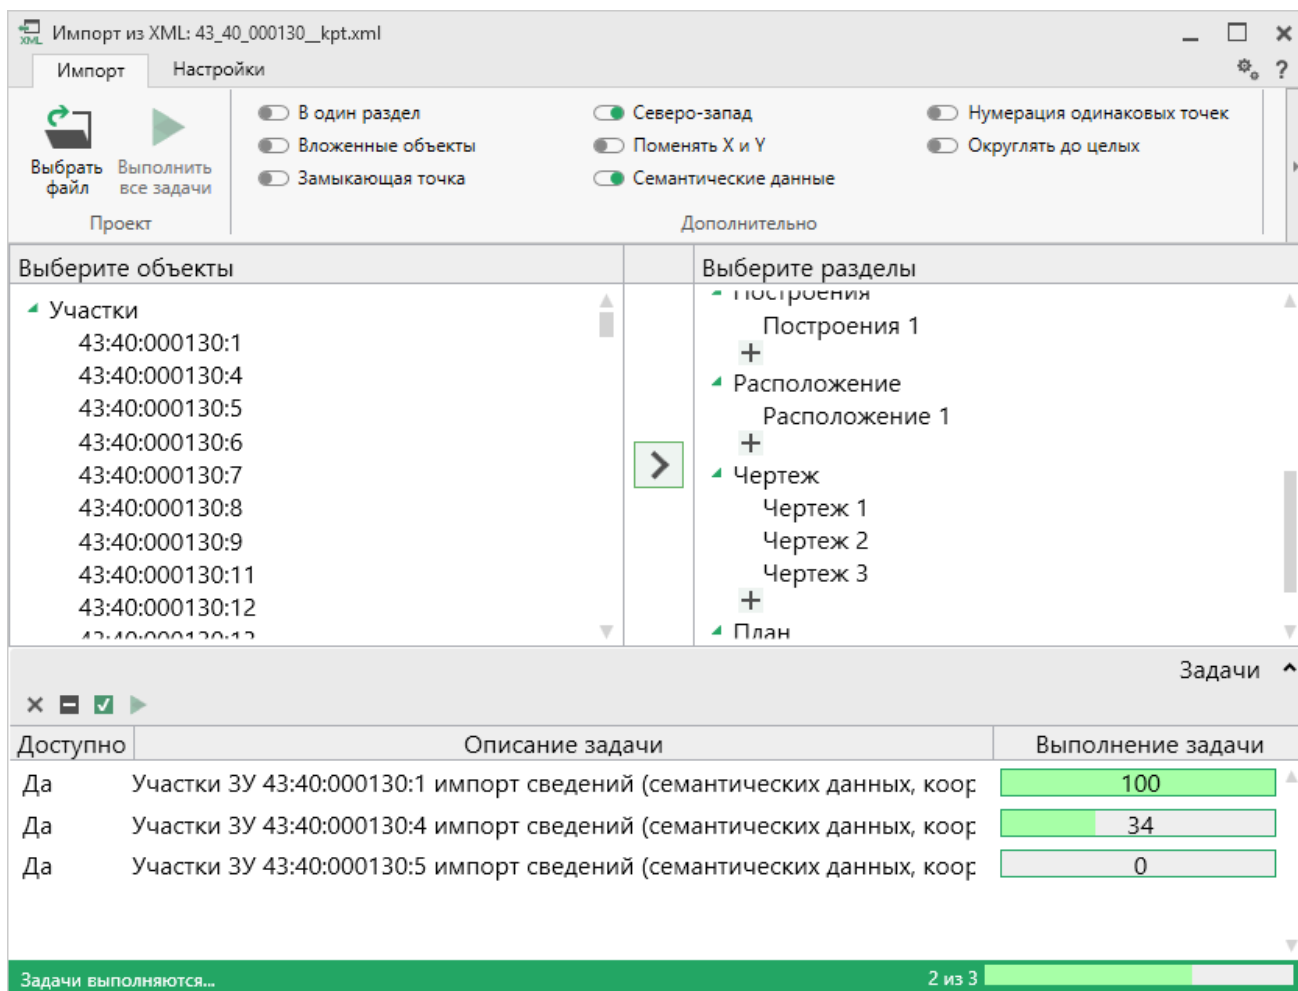 XML Импорт из XML: 43_40_000130__kpt.xml
Импорт Настройки ?
В один раздел Северо-запад Нумерация одинаковых точек
Вложенные объекты Поменять X и Y Округлять до целых
Замыкающая точка Семантические данные
Выбрать файл
Выполнить все задачи
Проект Дополнительно
Выберите объекты
Участки
43:40:000130:1
43:40:000130:4
43:40:000130:5
43:40:000130:6
43:40:000130:7
43:40:000130:8
43:40:000130:9
43:40:000130:11
43:40:000130:12
43:40:000130:13
Выберите разделы
Построения
Построения 1
Расположение
Расположение 1
Чертеж
Чертеж 1
Чертеж 2
Чертеж 3
План
Задачи
Доступно Описание задачи Выполнение задачи
Да Участки ЗУ 43:40:000130:1 импорт сведений (семантических данных, коор 100
Да Участки ЗУ 43:40:000130:4 импорт сведений (семантических данных, коор 34
Да Участки ЗУ 43:40:000130:5 импорт сведений (семантических данных, коор 0
Задачи выполняются... 2 из 3